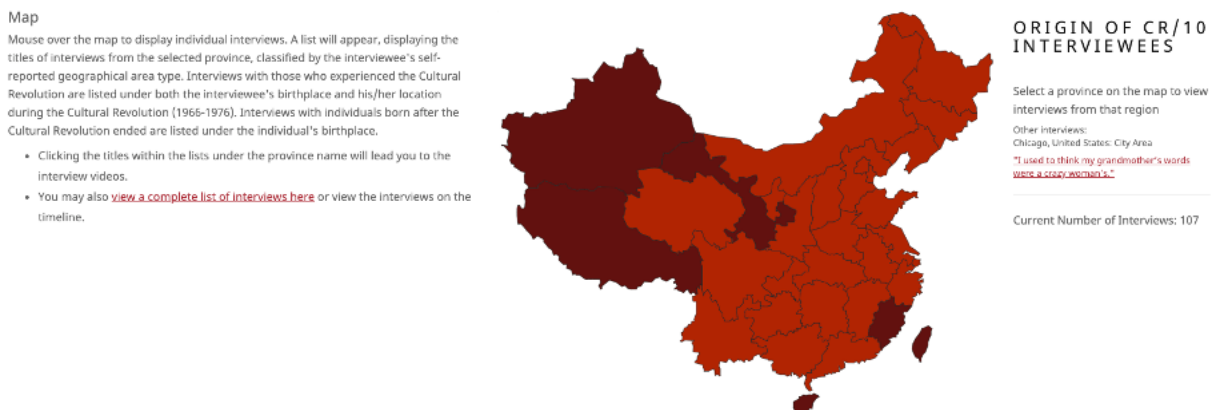 Map
Mouse over the map to display individual interviews. A list will appear, displaying the
titles of interviews from the selected province, classified by the interviewee's self-
reported geographical area type. Interviews with those who experienced the Cultural
Revolution are listed under both the interviewee's birthplace and his/her location
during the Cultural Revolution (1966-1976). Interviews with individuals born after the
Cultural Revolution ended are listed under the individual's birthplace.
• Clicking the titles within the lists under the province name will lead you to the
interview videos.
• You may also view a complete list of interviews here or view the interviews on the
timeline.
ORIGIN OF CR/10
INTERVIEWEES
Select a province on the map to view
interviews from that region
Other interviews:
Chicago, United States: City Area
"I used to think my grandmother's words
were a crazy woman's."
Current Number of Interviews: 107